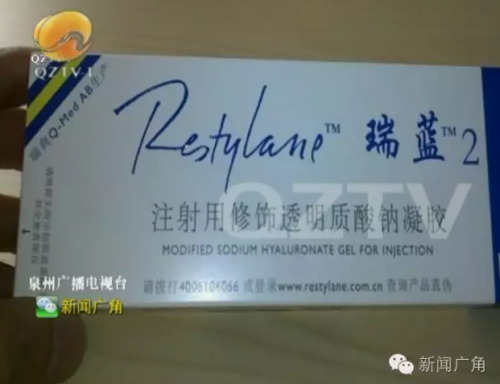 QZTV·1
瑞典Q-Med AB生产
Restylane™ 瑞蓝™2
QZTV
注射用修饰透明质酸钠凝胶
MODIFIED SODIUM HYALURONATE GEL FOR INJECTION
请拨打4006104066 或登录www.restylane.com.cn 查询产品真伪
泉州广播电视台
新闻广角
新闻广角